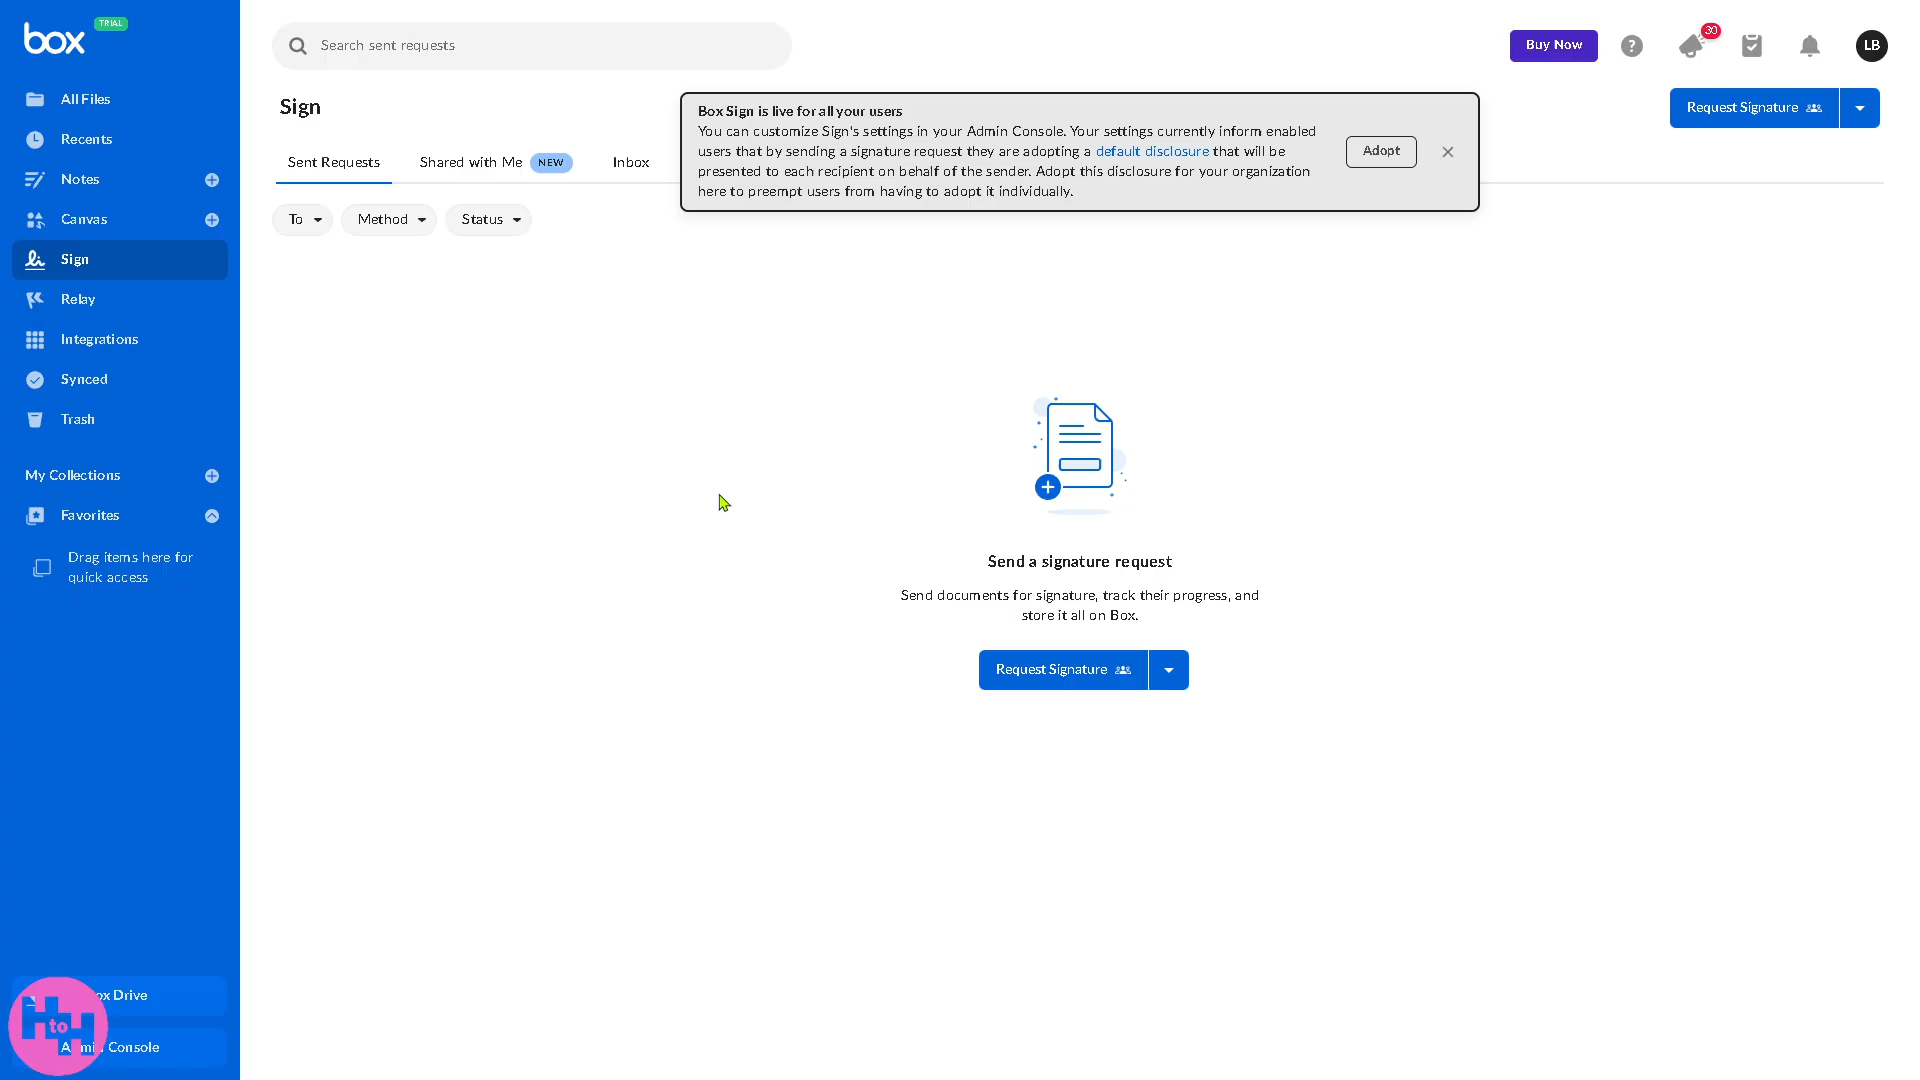 box
TRIAL
All Files
Recents
Notes
Canvas
Sign
Relay
Integrations
Synced
Trash
My Collections
Favorites
Drag items here for
quick access
ox Drive
Admin Console
H to H
Search sent requests
Buy Now
?
30
LB
Sign
Request Signature
Sent Requests
Shared with Me NEW
Inbox
Box Sign is live for all your users
You can customize Sign's settings in your Admin Console. Your settings currently inform enabled
users that by sending a signature request they are adopting a default disclosure that will be
presented to each recipient on behalf of the sender. Adopt this disclosure for your organization
here to preempt users from having to adopt it individually.
Adopt
To
Method
Status
Send a signature request
Send documents for signature, track their progress, and
store it all on Box.
Request Signature